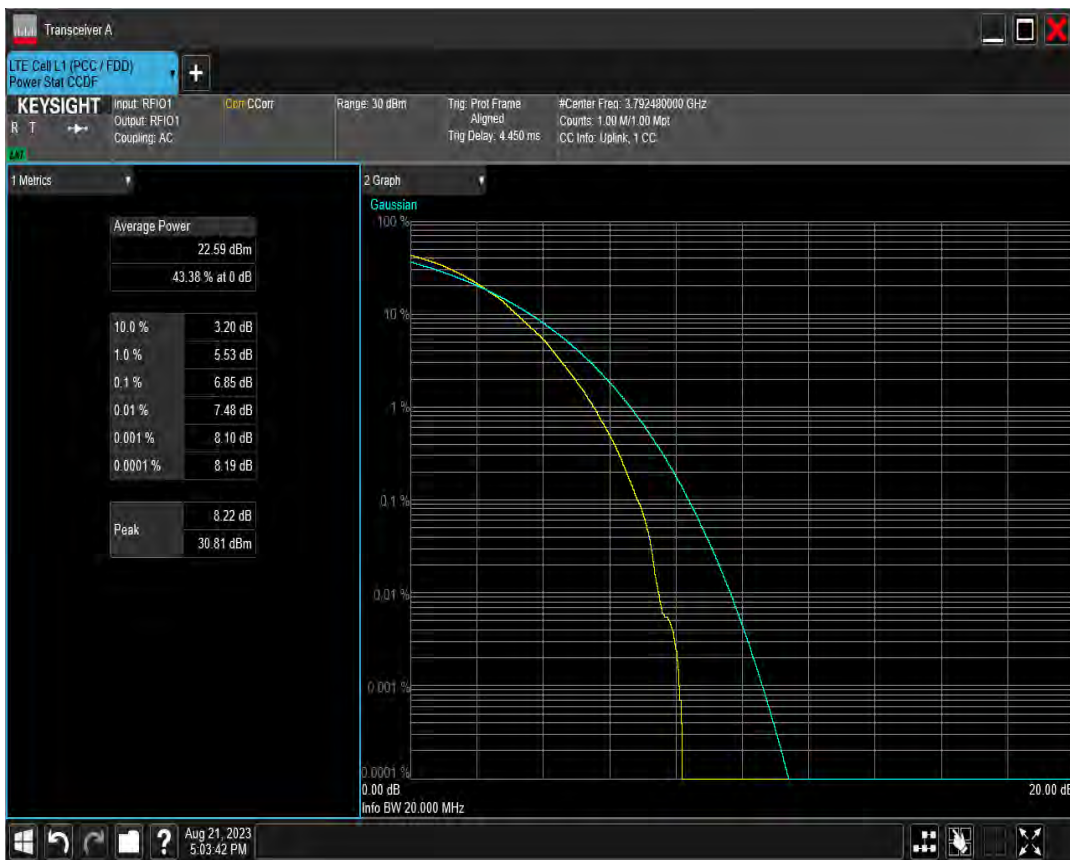 Transceiver A
LTE Cell L1 (PCC / FDD)
Power Stat CCDF
+
KEYSIGHT
R T
LNI
Input: RFIO1
Output: RFIO1
Coupling: AC
Corr CCorr
Range: 30 dBm
Trig: Prot Frame
Aligned
Trig Delay: 4.450 ms
#Center Freq: 3.792480000 GHz
Counts: 1.00 M/1.00 Mpt
CC Info: Uplink, 1 CC
1 Metrics
Average Power
22.59 dBm
43.38 % at 0 dB
10.0 % 3.20 dB
1.0 % 5.53 dB
0.1 % 6.85 dB
0.01 % 7.48 dB
0.001 % 8.10 dB
0.0001 % 8.19 dB
Peak
8.22 dB
30.81 dBm
2 Graph
Gaussian
100 %
10 %
1 %
0.1 %
0.01 %
0.001 %
0.0001 %
0.00 dB
20.00 dB
Info BW 20.000 MHz
?
Aug 21, 2023
5:03:42 PM